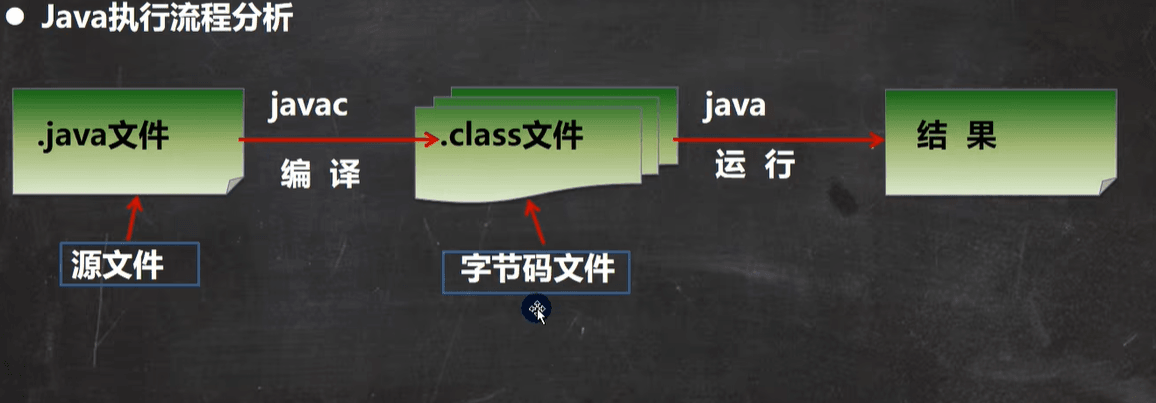 ● Java执行流程分析
javac
java
.java文件
.class文件
结 果
编 译
运 行
源文件
字节码文件